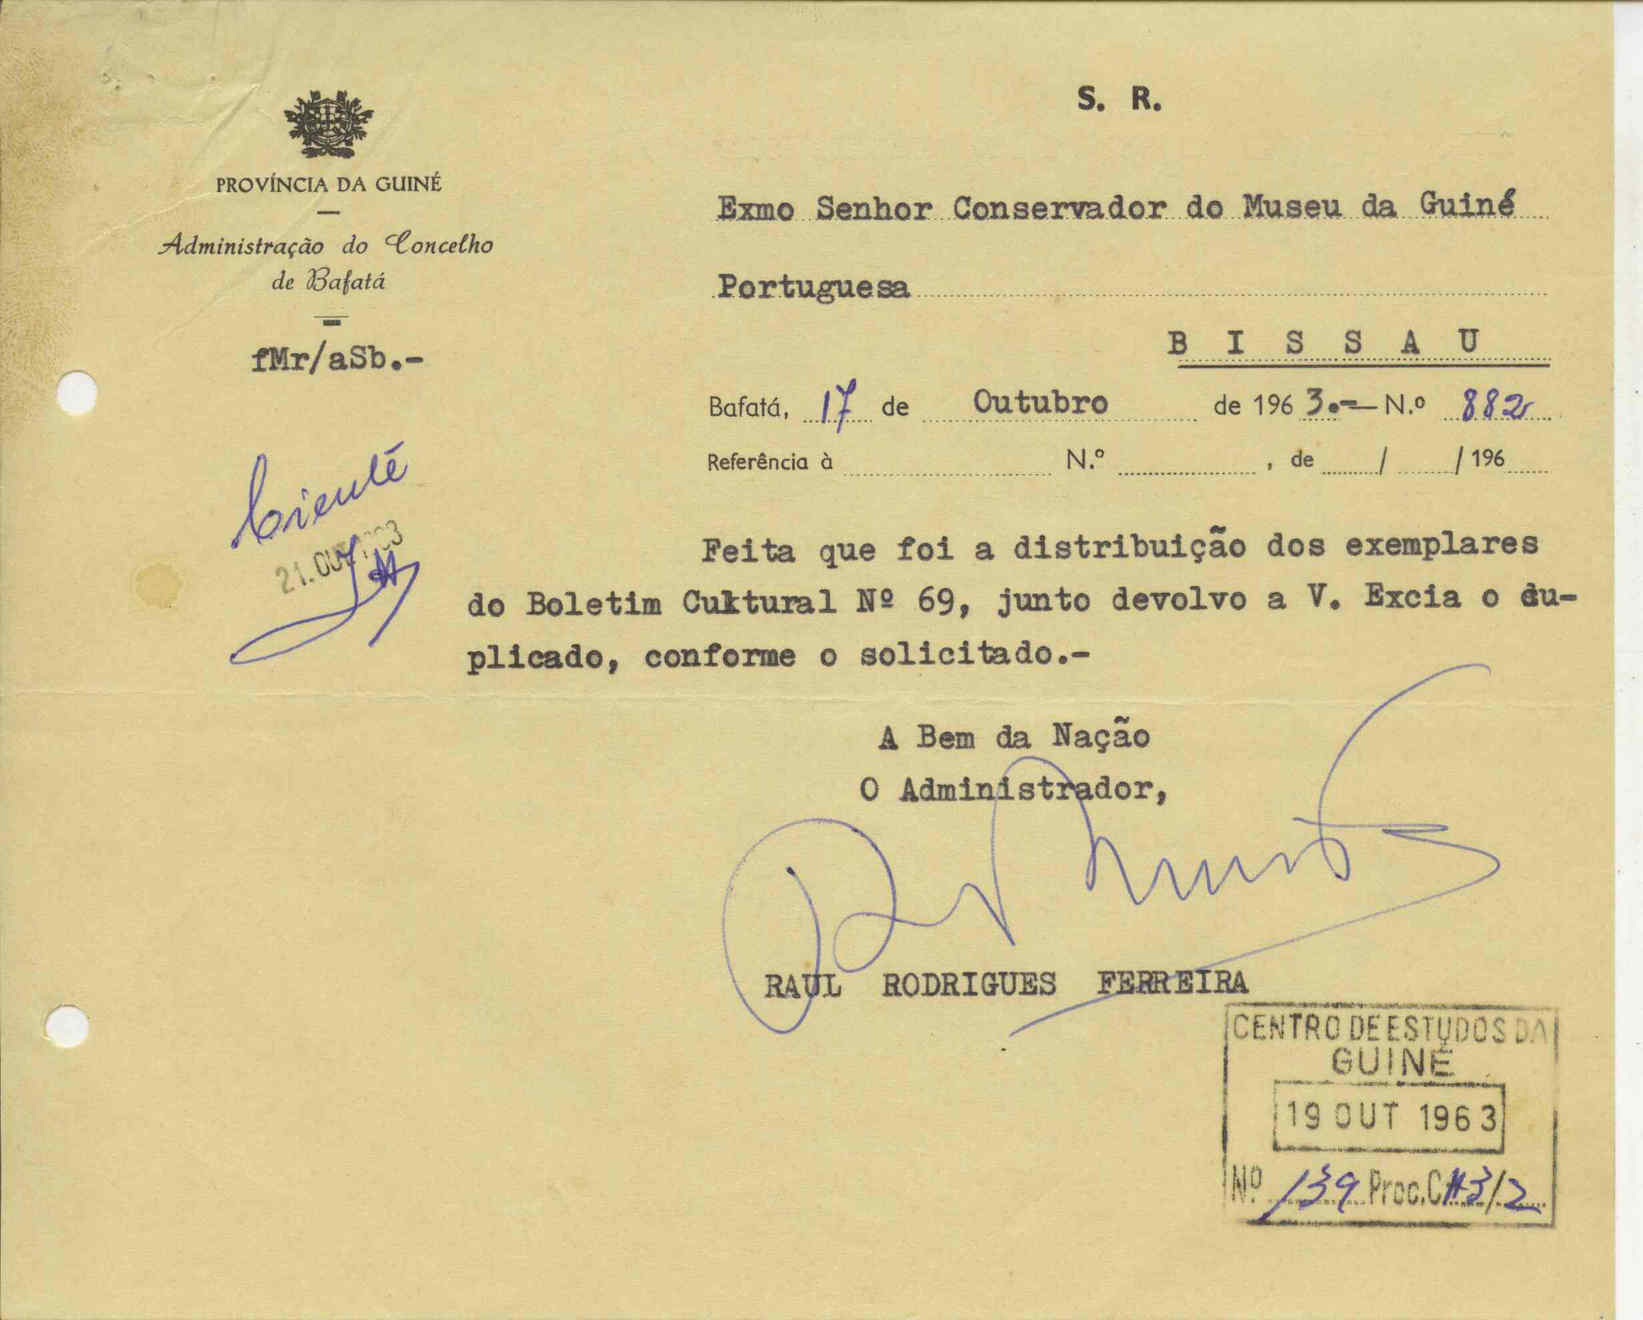 S. R.
PROVÍNCIA DA GUINÉ
Administração do Concelho
de Bafatá
fMr/aSb.-
Exmo Senhor Conservador do Museu da Guiné
Portuguesa
B I S S A U
Bafatá, 17 de Outubro de 1963.-- N.º 882
Referência à N.º , de / / 196
Ciente
21. OUT 1963
Feita que foi a distribuição dos exemplares
do Boletim Cuktural Nº 69, junto devolvo a V. Excia o du-
plicado, conforme o solicitado.-
A Bem da Nação
O Administrador,
RAUL RODRIGUES FERREIRA
CENTRO DE ESTUDOS DA
GUINÉ
19 OUT 1963
Nº 139 Proc.C